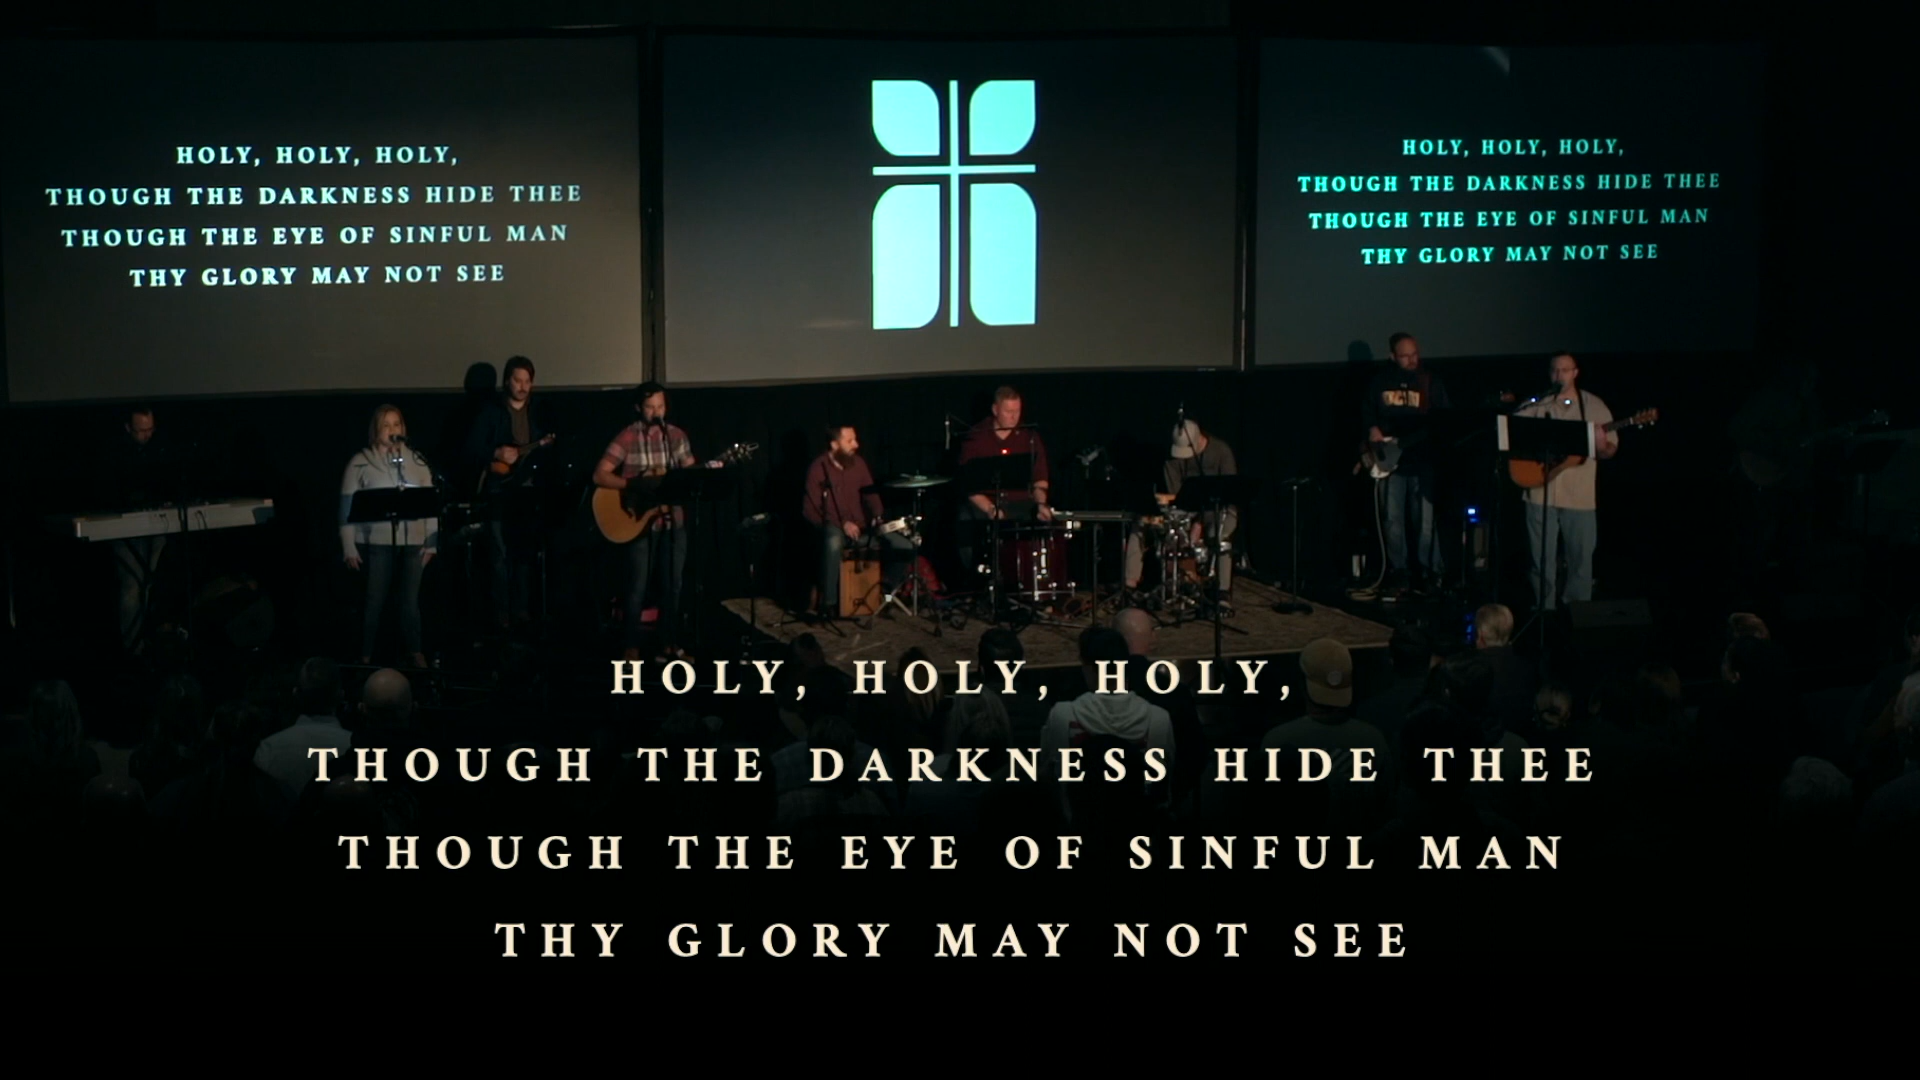 HOLY, HOLY, HOLY,
THOUGH THE DARKNESS HIDE THEE
THOUGH THE EYE OF SINFUL MAN
THY GLORY MAY NOT SEE
HOLY, HOLY, HOLY,
THOUGH THE DARKNESS HIDE THEE
THOUGH THE EYE OF SINFUL MAN
THY GLORY MAY NOT SEE
HOLY, HOLY, HOLY,
THOUGH THE DARKNESS HIDE THEE
THOUGH THE EYE OF SINFUL MAN
THY GLORY MAY NOT SEE